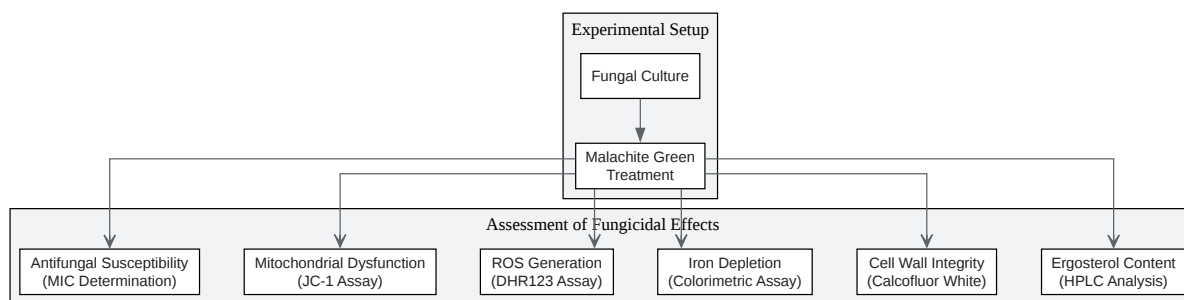 Experimental Setup
Fungal Culture
Malachite Green
Treatment
Assessment of Fungicidal Effects
Antifungal Susceptibility
(MIC Determination)
Mitochondrial Dysfunction
(JC-1 Assay)
ROS Generation
(DHR123 Assay)
Iron Depletion
(Colorimetric Assay)
Cell Wall Integrity
(Calcofluor White)
Ergosterol Content
(HPLC Analysis)